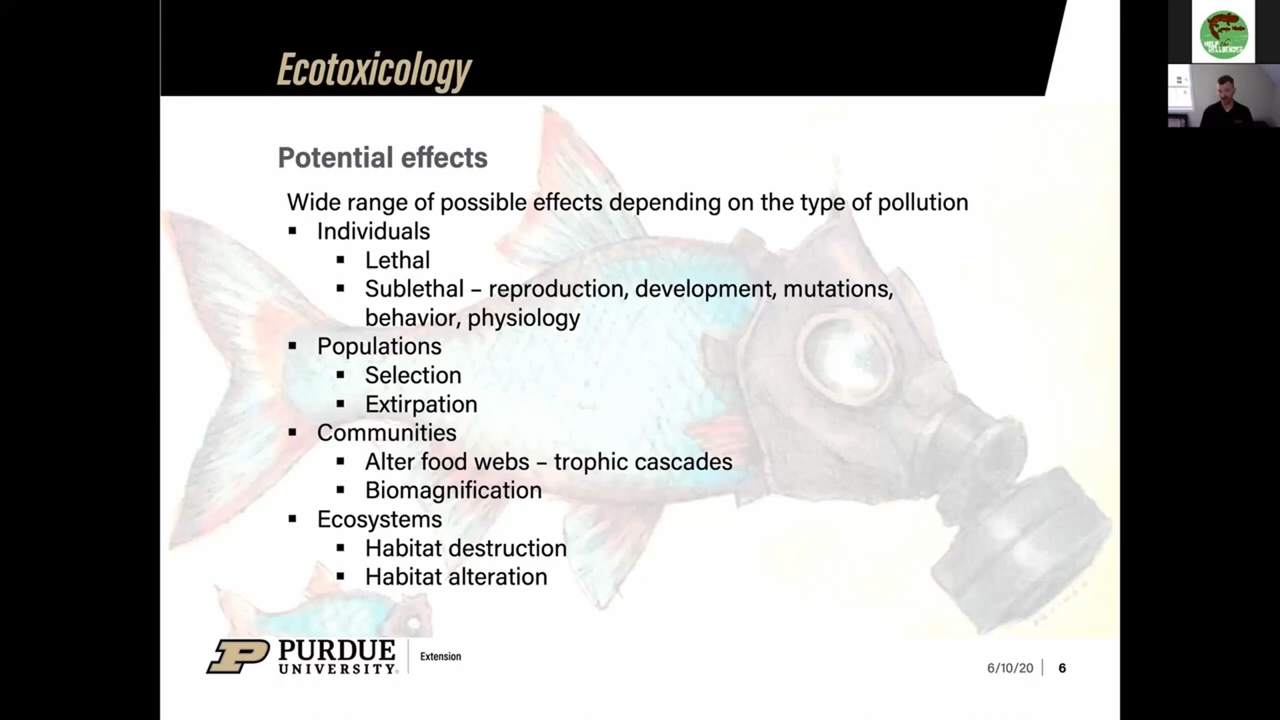 Ecotoxicology
Potential effects
Wide range of possible effects depending on the type of pollution
▪ Individuals
▪ Lethal
▪ Sublethal – reproduction, development, mutations,
behavior, physiology
▪ Populations
▪ Selection
▪ Extirpation
▪ Communities
▪ Alter food webs – trophic cascades
▪ Biomagnification
▪ Ecosystems
▪ Habitat destruction
▪ Habitat alteration
PURDUE
UNIVERSITY®
Extension
6/10/20
6
HELP
HELLBENDER